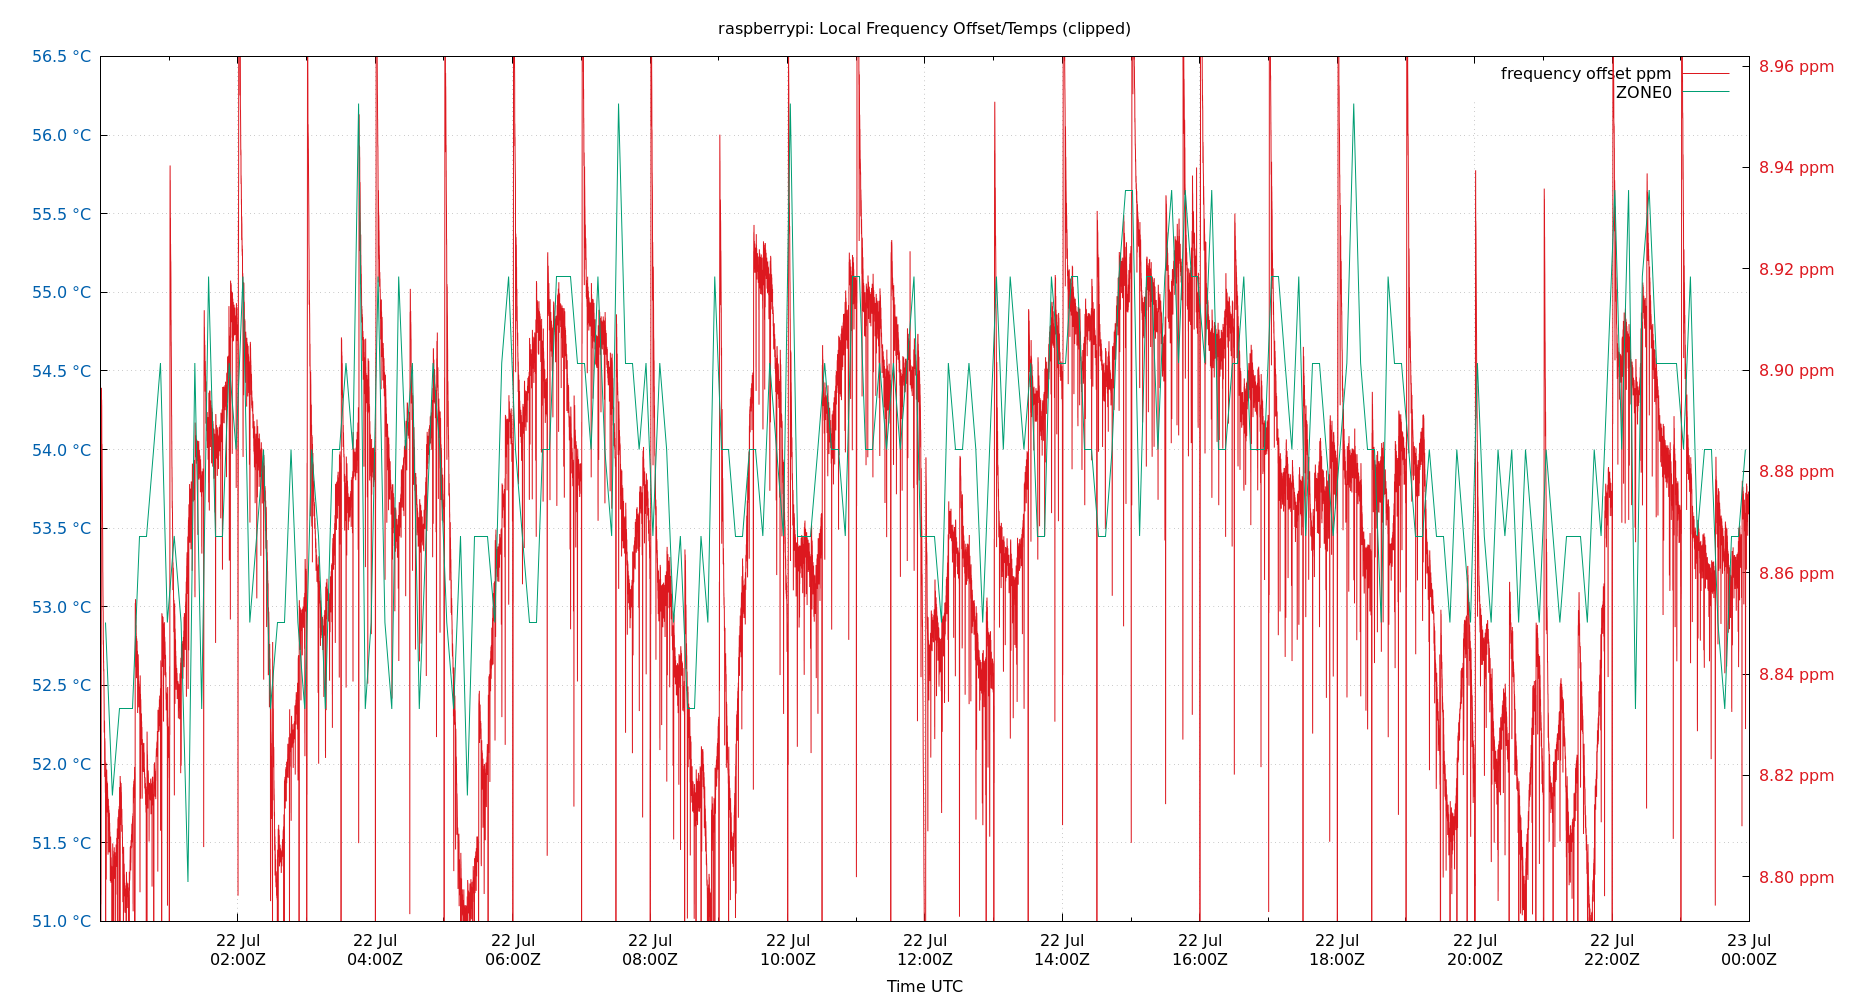 raspberrypi: Local Frequency Offset/Temps (clipped)
56.5 °C
56.0 °C
55.5 °C
55.0 °C
54.5 °C
54.0 °C
53.5 °C
53.0 °C
52.5 °C
52.0 °C
51.5 °C
51.0 °C
8.96 ppm
8.94 ppm
8.92 ppm
8.90 ppm
8.88 ppm
8.86 ppm
8.84 ppm
8.82 ppm
8.80 ppm
frequency offset ppm
ZONE0
22 Jul
02:00Z
22 Jul
04:00Z
22 Jul
06:00Z
22 Jul
08:00Z
22 Jul
10:00Z
22 Jul
12:00Z
22 Jul
14:00Z
22 Jul
16:00Z
22 Jul
18:00Z
22 Jul
20:00Z
22 Jul
22:00Z
23 Jul
00:00Z
Time UTC